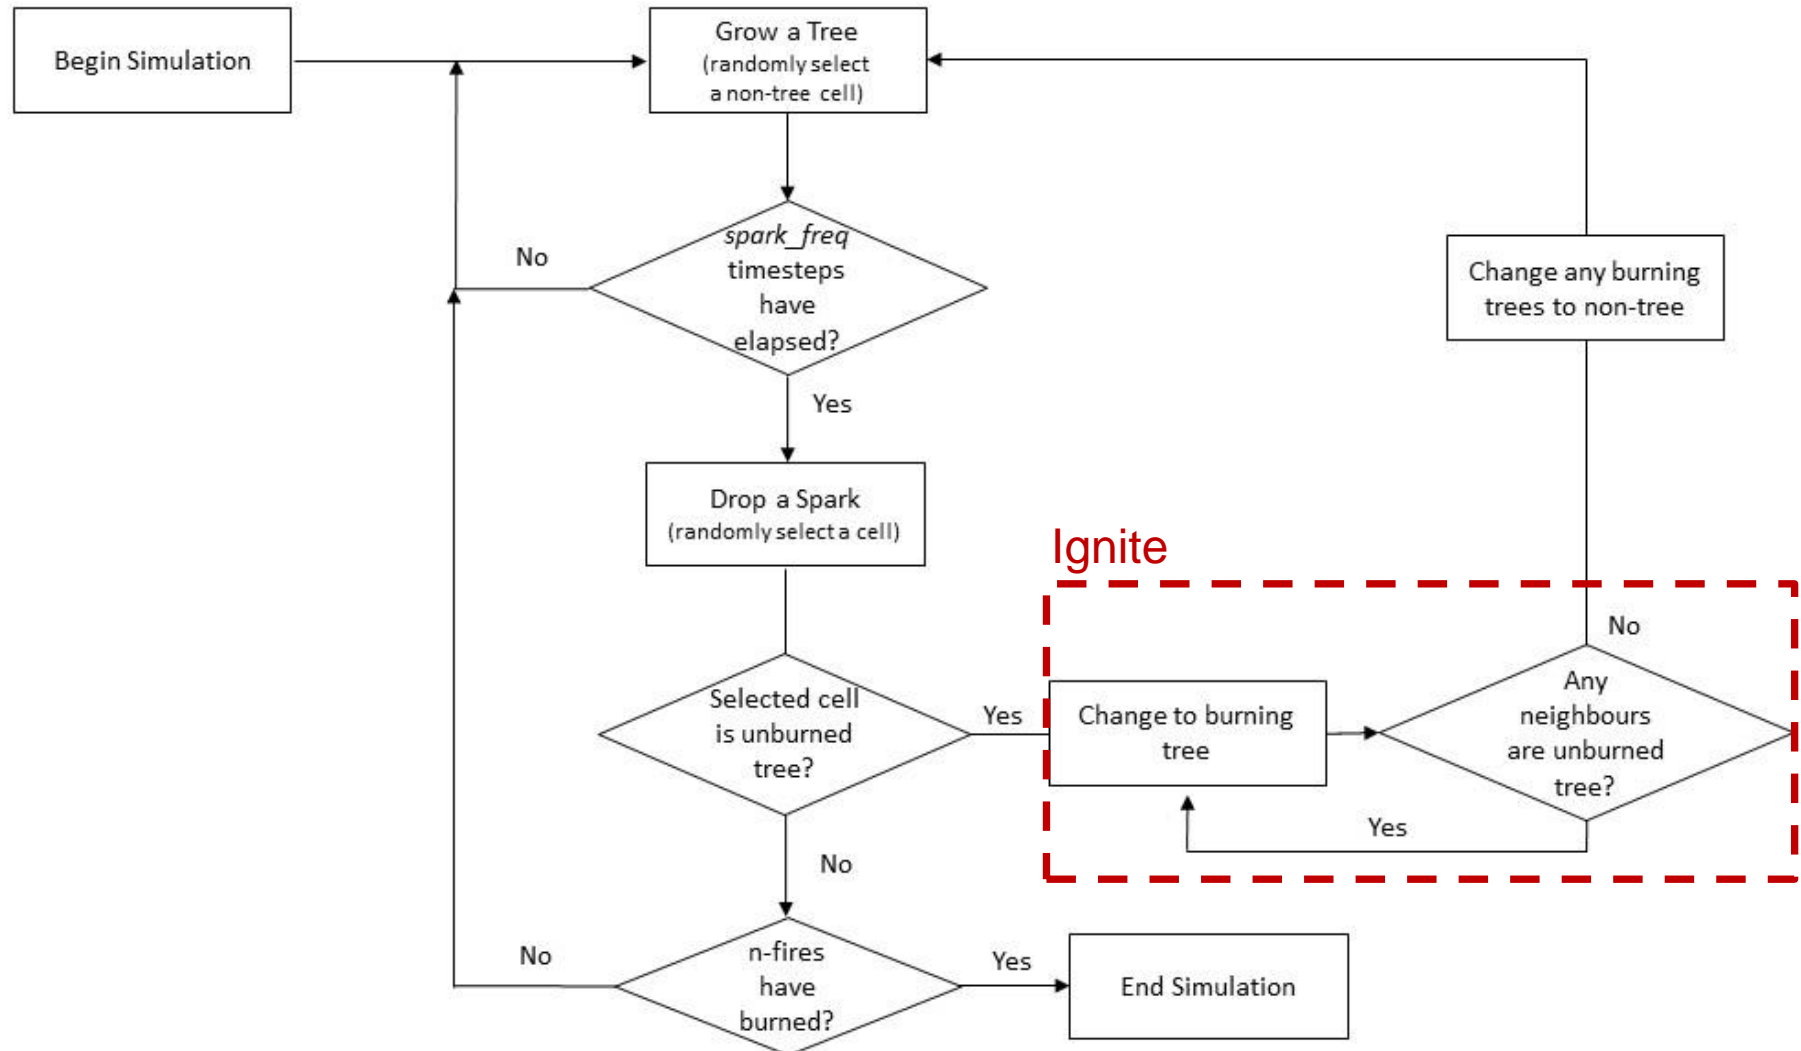 Begin Simulation
Grow a Tree
(randomly select
a non-tree cell)
No
spark_freq
timesteps
have
elapsed?
Change any burning
trees to non-tree
Yes
Drop a Spark
(randomly select a cell)
Ignite
No
Selected cell
is unburned
tree?
Yes
Change to burning
tree
Any
neighbours
are unburned
tree?
Yes
No
n-fires
have
burned?
No
Yes
End Simulation